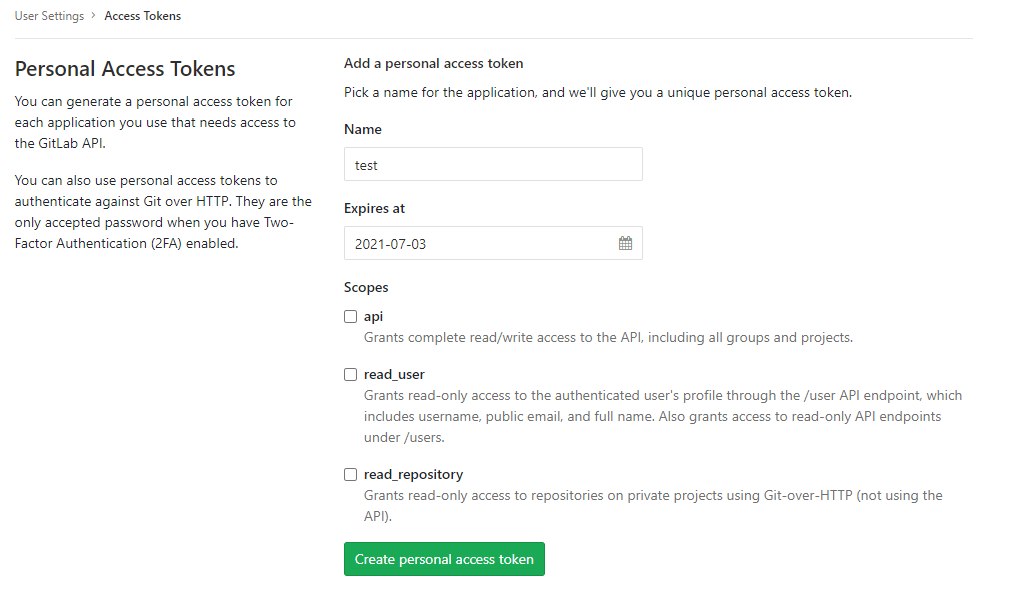 User Settings > Access Tokens
Personal Access Tokens
You can generate a personal access token for
each application you use that needs access to
the GitLab API.
You can also use personal access tokens to
authenticate against Git over HTTP. They are the
only accepted password when you have Two-
Factor Authentication (2FA) enabled.
Add a personal access token
Pick a name for the application, and we'll give you a unique personal access token.
Name
test
Expires at
2021-07-03
Scopes
api
Grants complete read/write access to the API, including all groups and projects.
read_user
Grants read-only access to the authenticated user's profile through the /user API endpoint, which
includes username, public email, and full name. Also grants access to read-only API endpoints
under /users.
read_repository
Grants read-only access to repositories on private projects using Git-over-HTTP (not using the
API).
Create personal access token